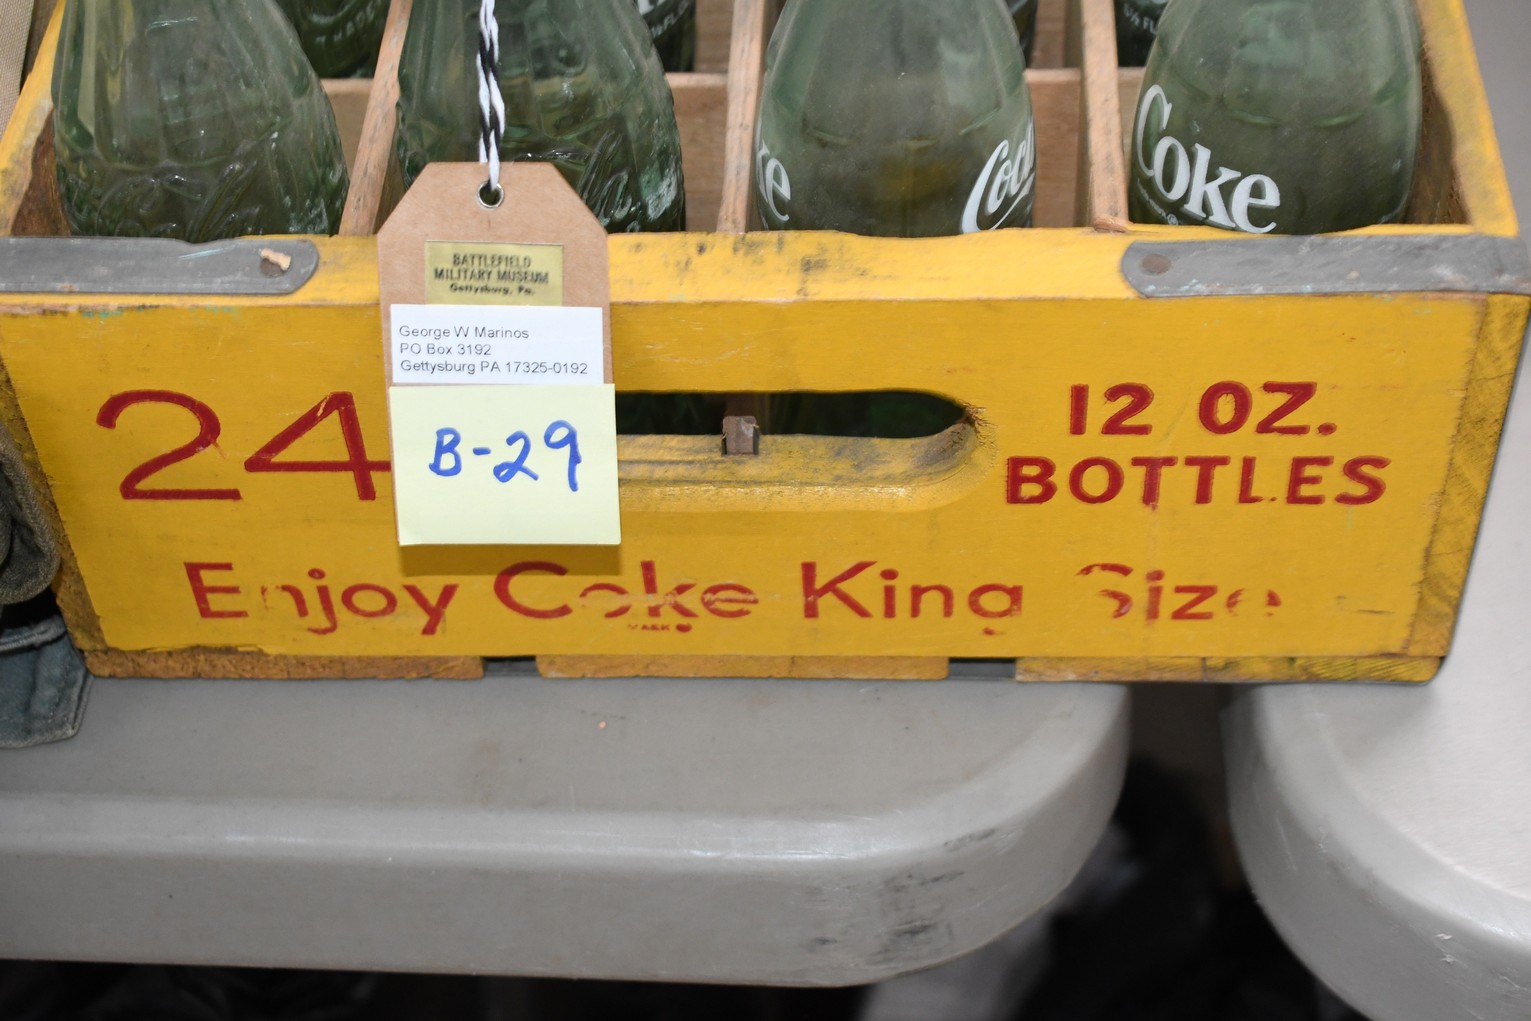 Coke
Coca
BATTLEFIELD
MILITARY MUSEUM
Gettysburg, Pa.
George W Marinos
PO Box 3192
Gettysburg PA 17325-0192
B-29
24
12 OZ.
BOTTLES
Enjoy Coke King Size